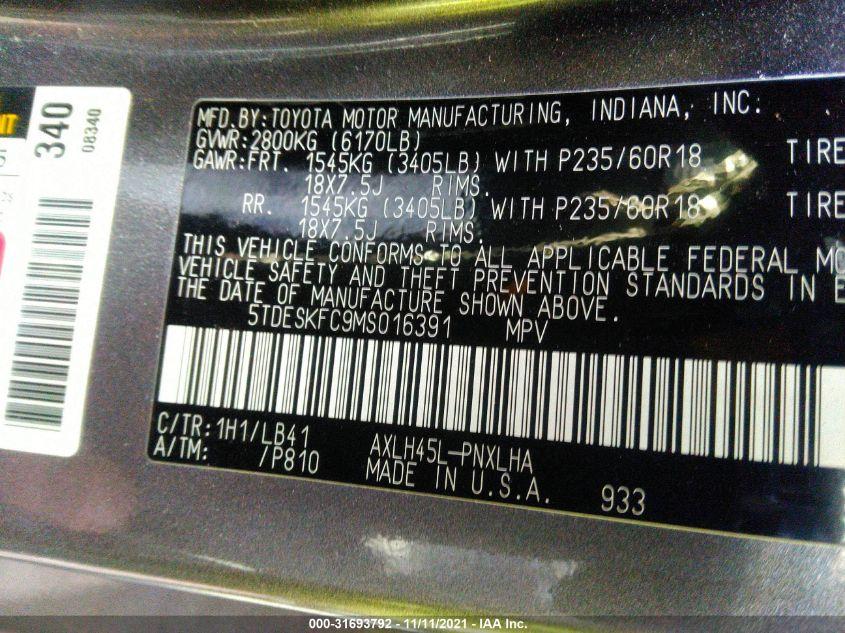 340
08340
MFD.BY:TOYOTA MOTOR MANUFACTURING, INDIANA, INC.
GVWR:2800KG (6170LB)
GAWR:FRT. 1545KG (3405LB) WITH P235/60R18 TIRE
18X7.5J RIMS.
RR. 1545KG (3405LB) WITH P235/60R18 TIRE
18X7.5J RIMS.
THIS VEHICLE CONFORMS TO ALL APPLICABLE FEDERAL MO
VEHICLE SAFETY AND THEFT PREVENTION STANDARDS IN E
THE DATE OF MANUFACTURE SHOWN ABOVE.
5TDESKFC9MS016391 MPV
C/TR:1H1/LB41 AXLH45L-PNXLHA
A/TM: /P810 MADE IN U.S.A. 933
000-31693792 - 11/11/2021 - IAA Inc.